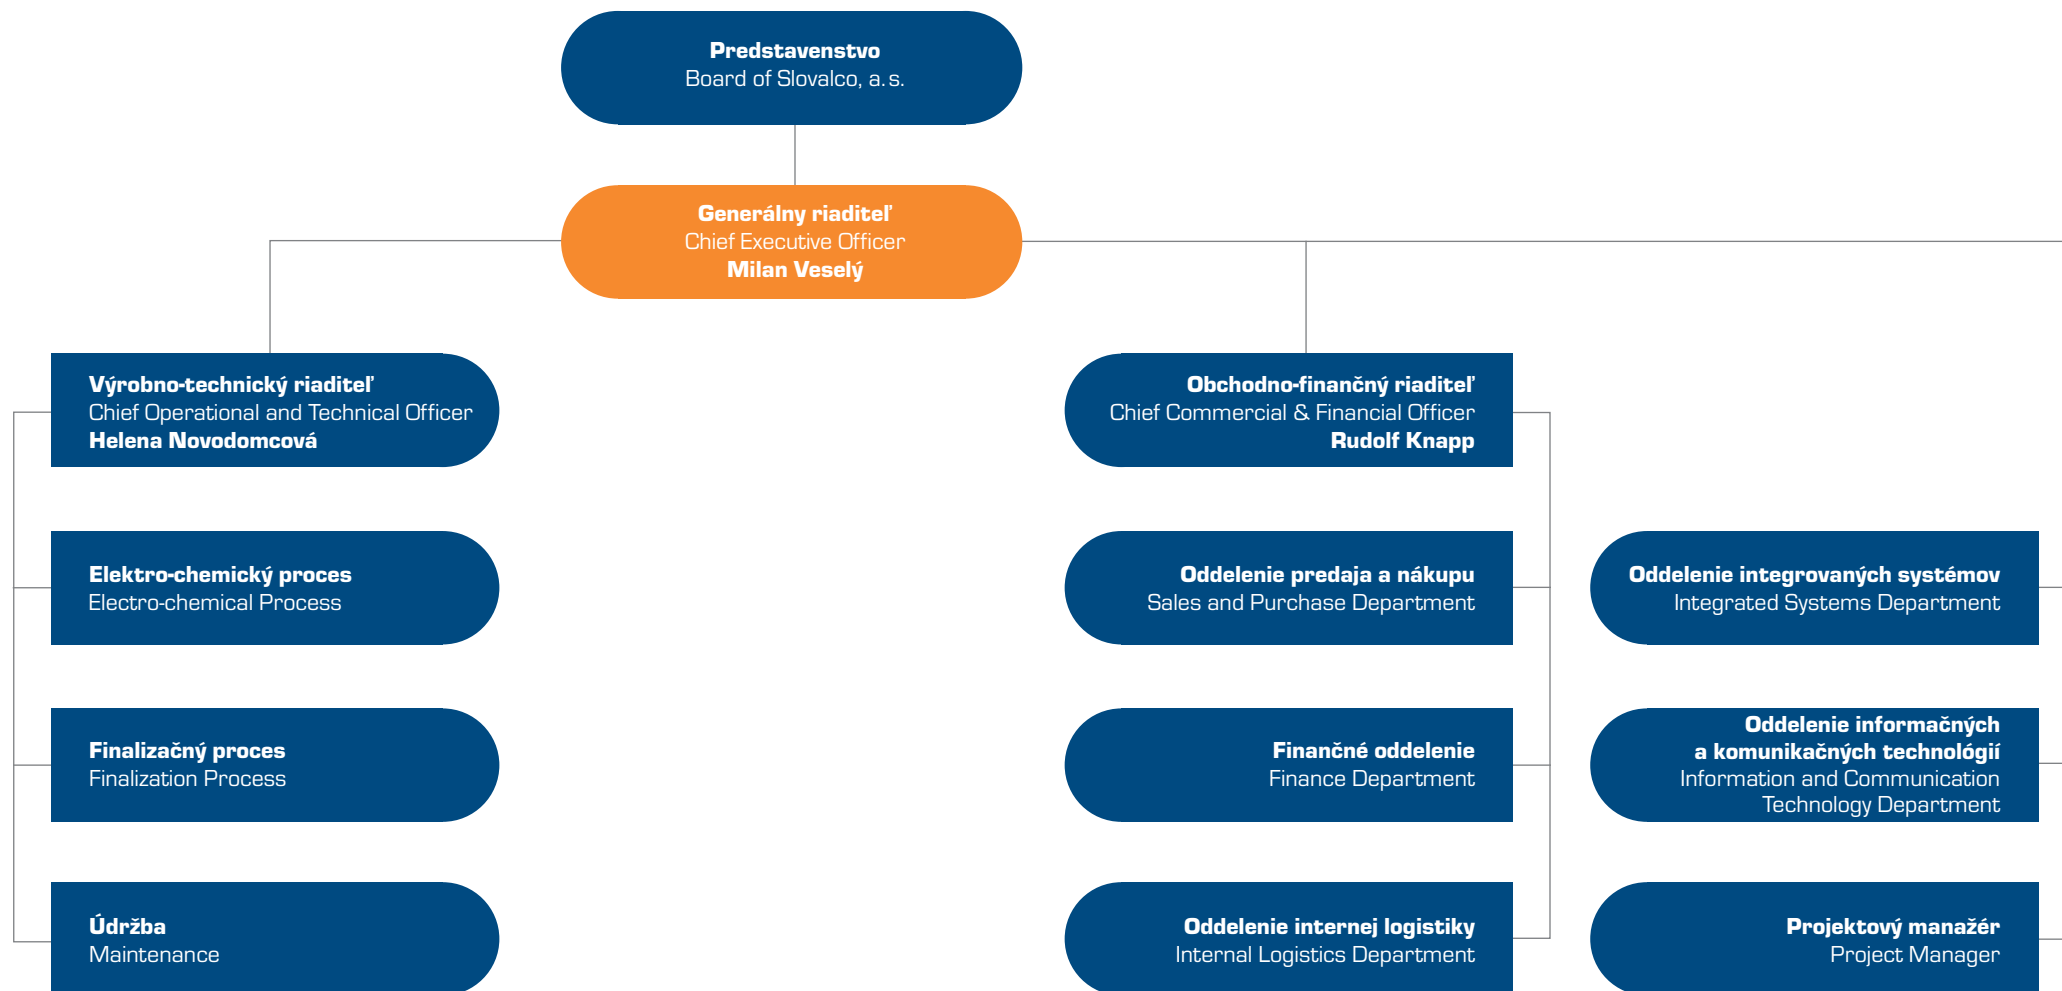 Predstavenstvo
Board of Slovalco, a. s.
Generálny riaditeľ
Chief Executive Officer
Milan Veselý
Výrobno-technický riaditeľ
Chief Operational and Technical Officer
Helena Novodomcová
Obchodno-finančný riaditeľ
Chief Commercial & Financial Officer
Rudolf Knapp
Elektro-chemický proces
Electro-chemical Process
Oddelenie predaja a nákupu
Sales and Purchase Department
Oddelenie integrovaných systémov
Integrated Systems Department
Finalizačný proces
Finalization Process
Finančné oddelenie
Finance Department
Oddelenie informačných
a komunikačných technológií
Information and Communication
Technology Department
Údržba
Maintenance
Oddelenie internej logistiky
Internal Logistics Department
Projektový manažér
Project Manager